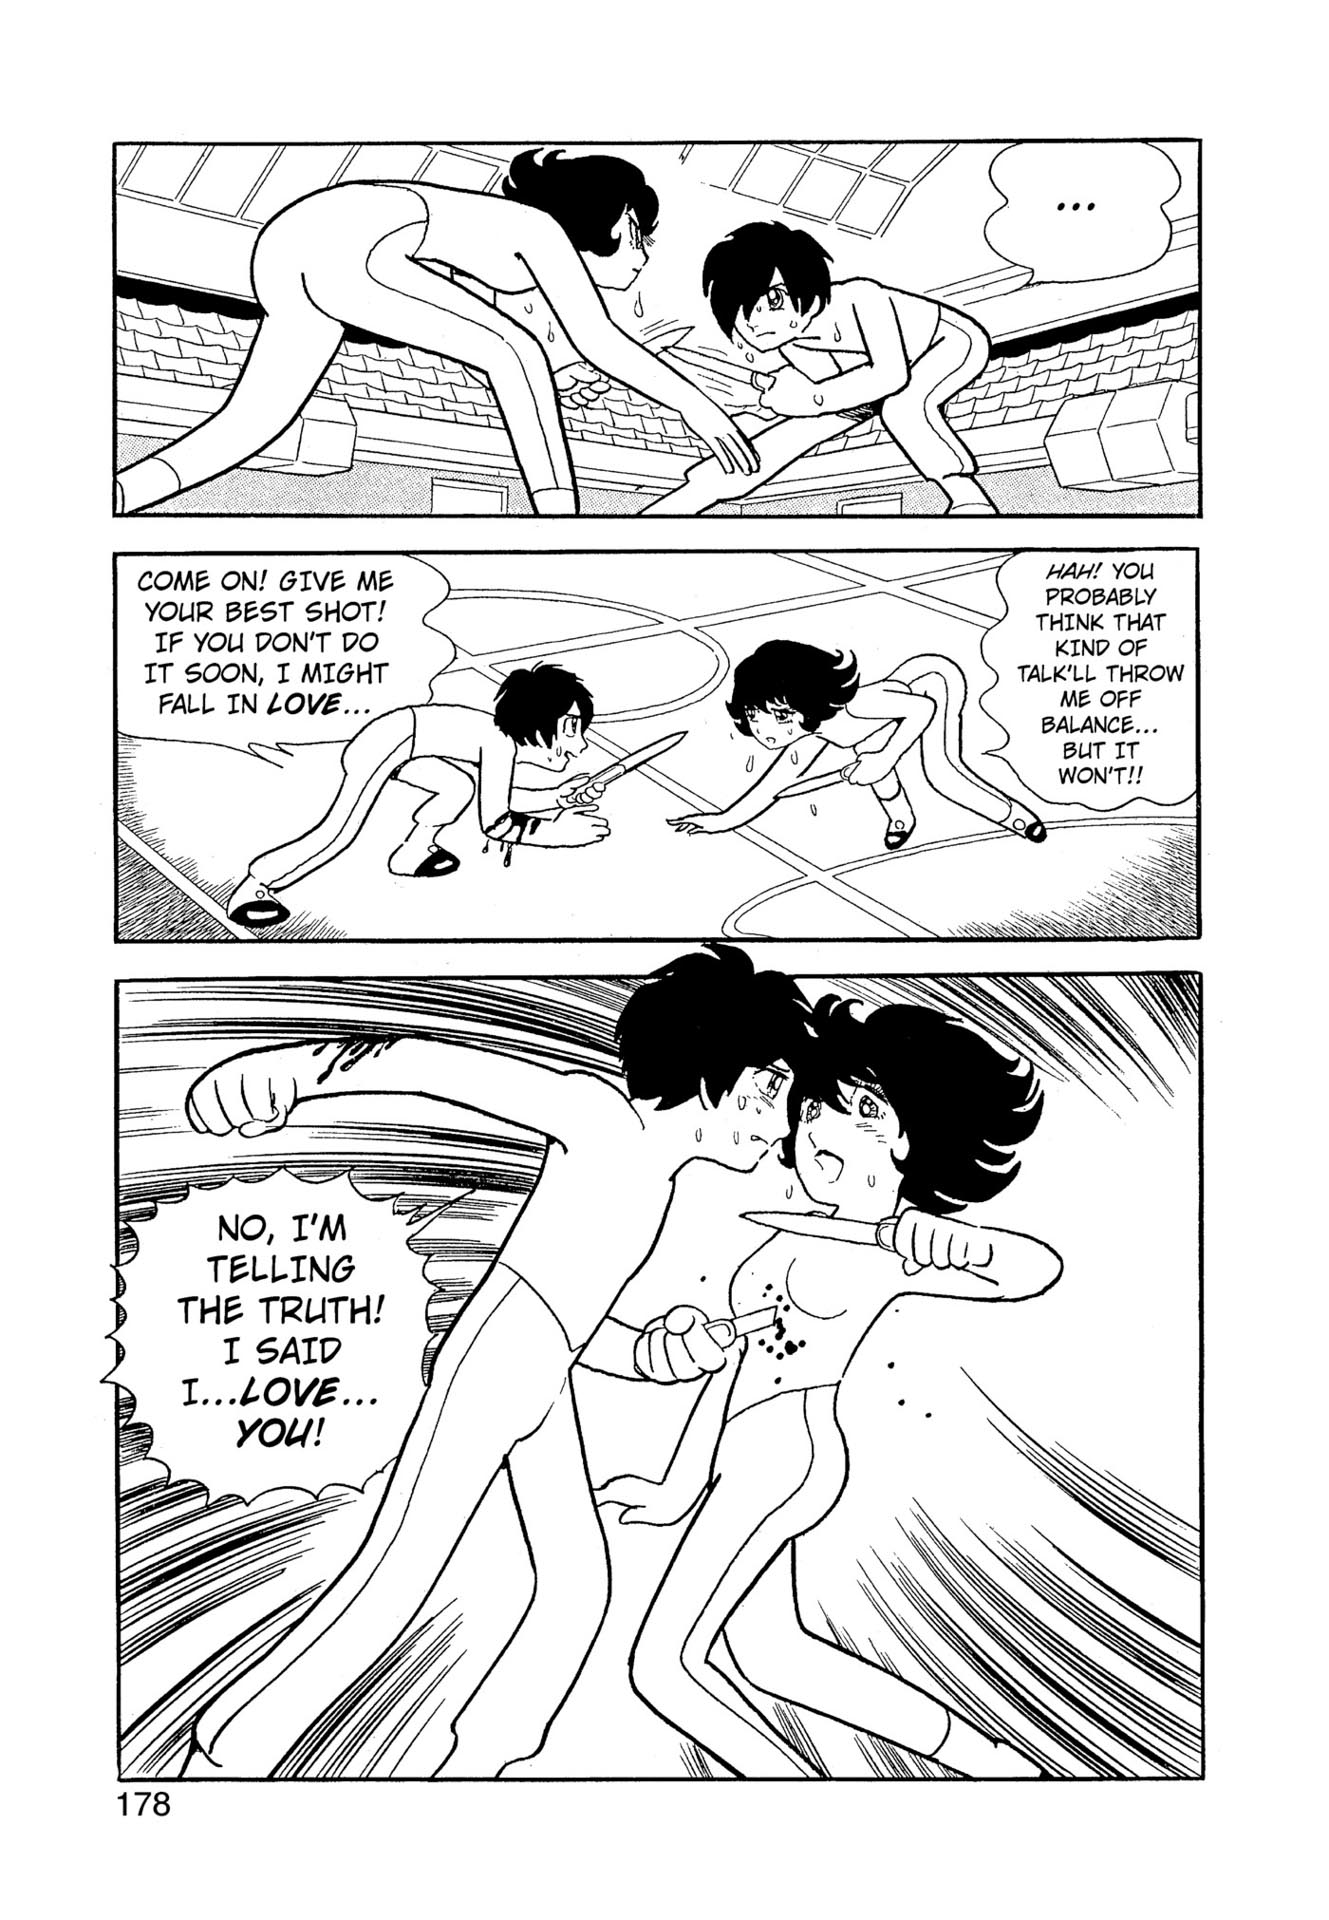 ...
COME ON! GIVE ME
YOUR BEST SHOT!
IF YOU DON'T DO
IT SOON, I MIGHT
FALL IN LOVE...
HAH! YOU
PROBABLY
THINK THAT
KIND OF
TALK'LL THROW
ME OFF
BALANCE...
BUT IT
WON'T!!
NO, I'M
TELLING
THE TRUTH!
I SAID
I...LOVE...
YOU!
178